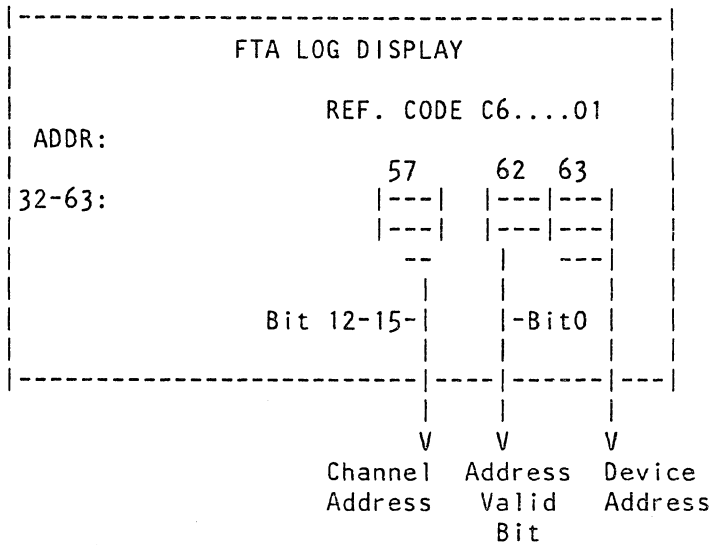 FTA LOG DISPLAY
REF. CODE C6....01
ADDR:
57 62 63
32-63:
Bit 12-15- -Bit0
Channel Address Device
Address Valid Address
Bit